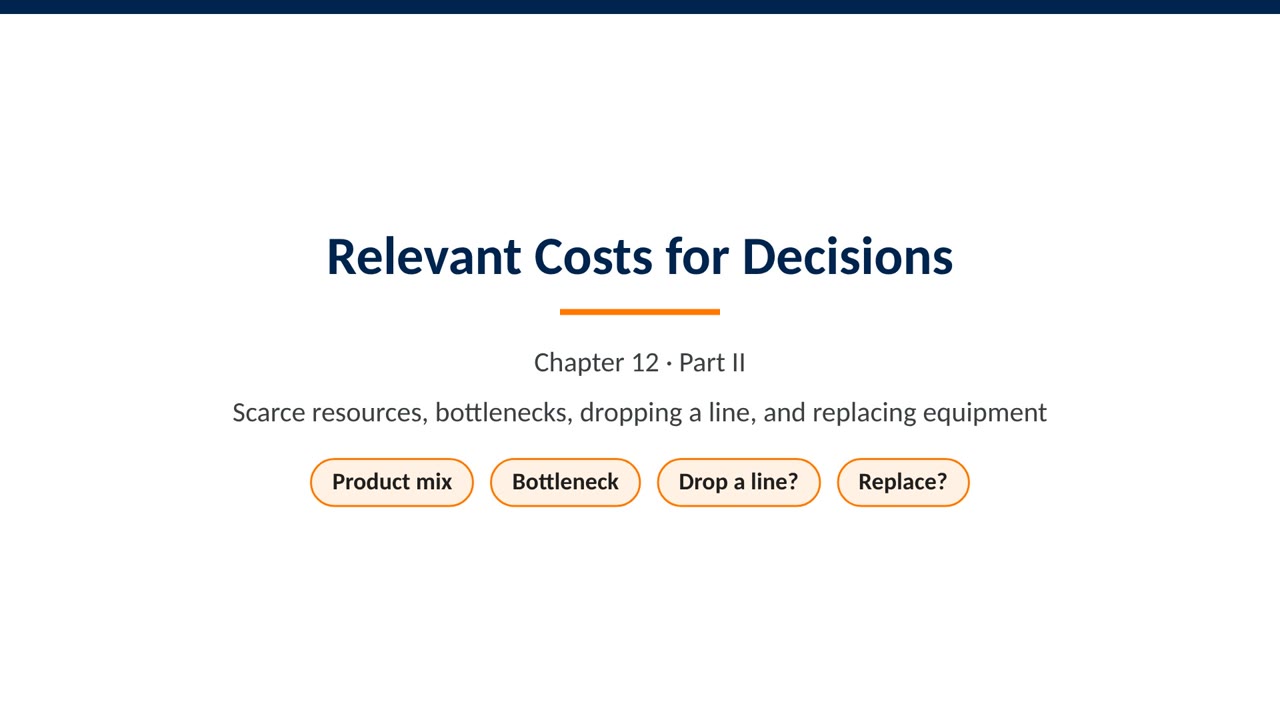 Relevant Costs for Decisions
Chapter 12 · Part II
Scarce resources, bottlenecks, dropping a line, and replacing equipment
Product mix
Bottleneck
Drop a line?
Replace?